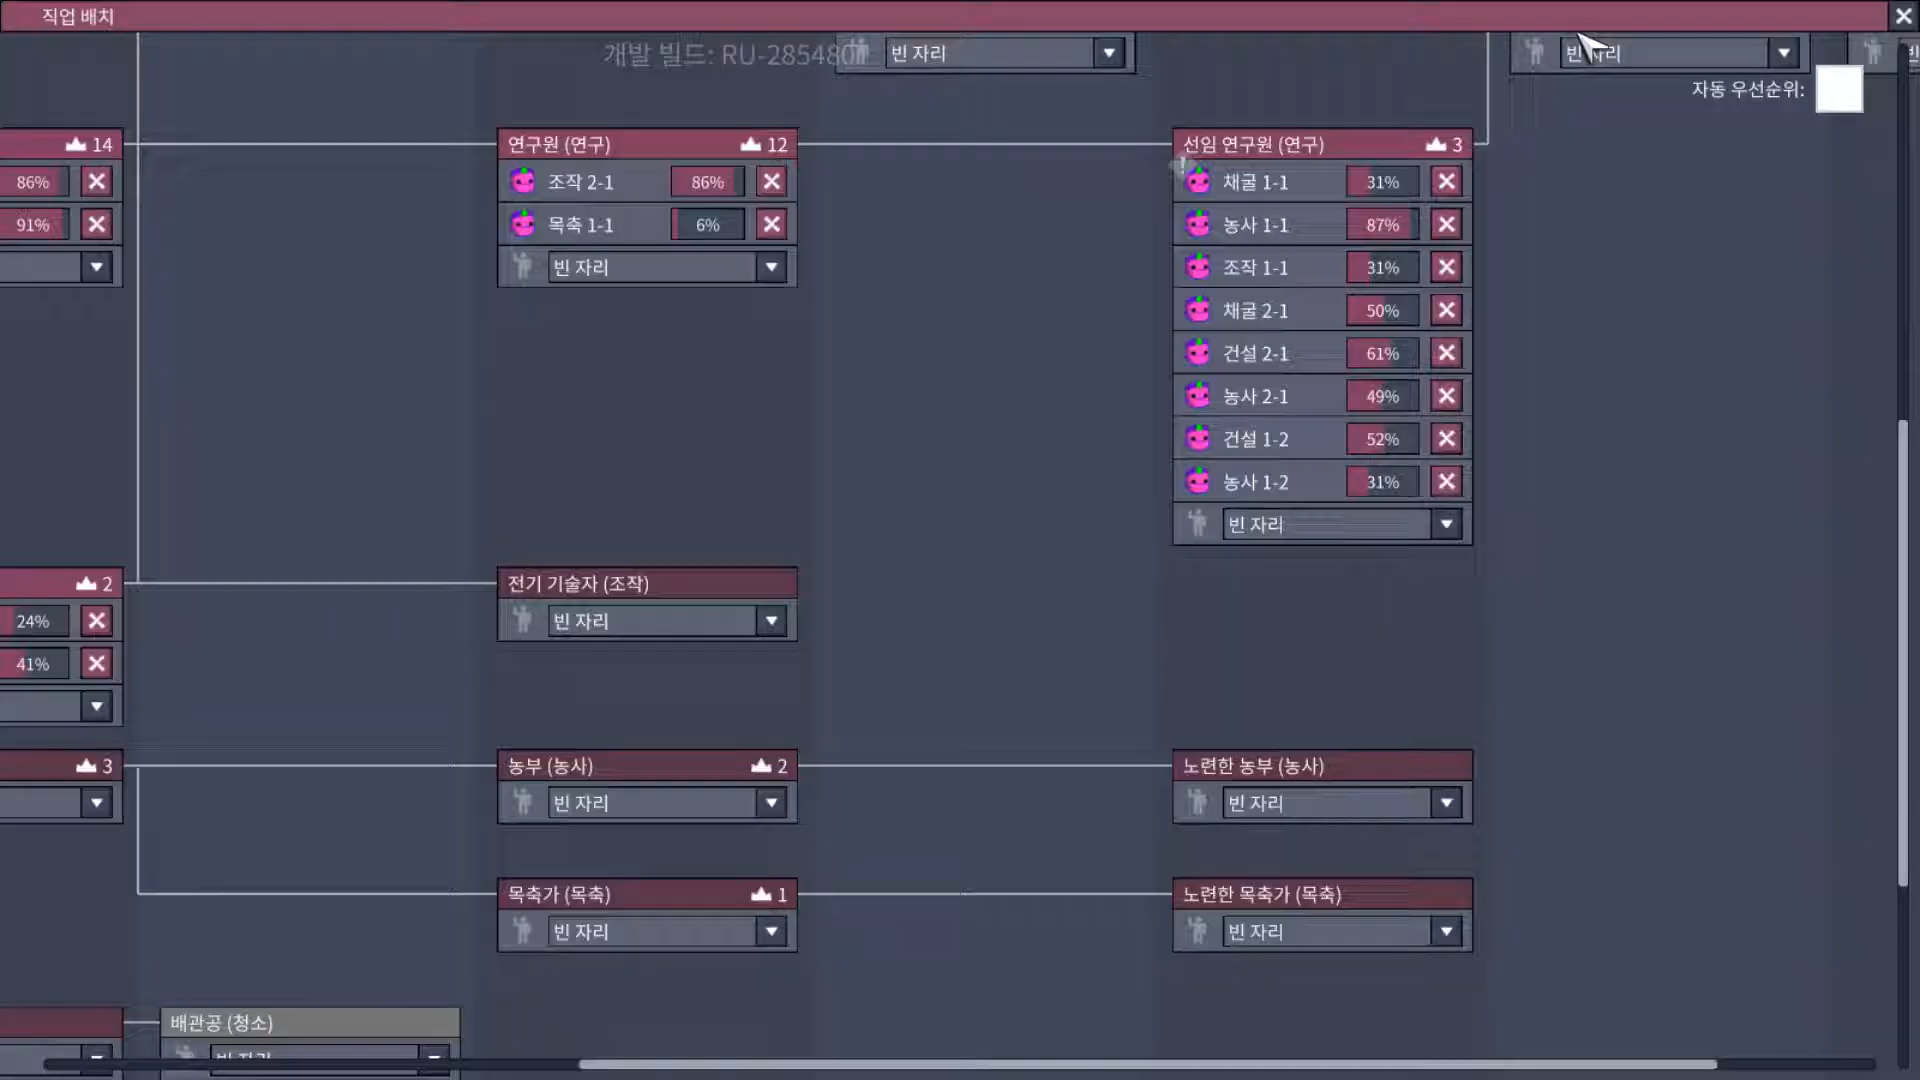 직업 배치
개발 빌드: RU-285480
빈 자리
빈 자리
자동 우선순위:
14
86%
91%
연구원 (연구) 12
조작 2-1 86%
목축 1-1 6%
빈 자리
선임 연구원 (연구) 3
채굴 1-1 31%
농사 1-1 87%
조작 1-1 31%
채굴 2-1 50%
건설 2-1 61%
농사 2-1 49%
건설 1-2 52%
농사 1-2 31%
빈 자리
2
24%
41%
전기 기술자 (조작)
빈 자리
3
농부 (농사) 2
빈 자리
노련한 농부 (농사)
빈 자리
목축가 (목축) 1
빈 자리
노련한 목축가 (목축)
빈 자리
배관공 (청소)
빈 자리